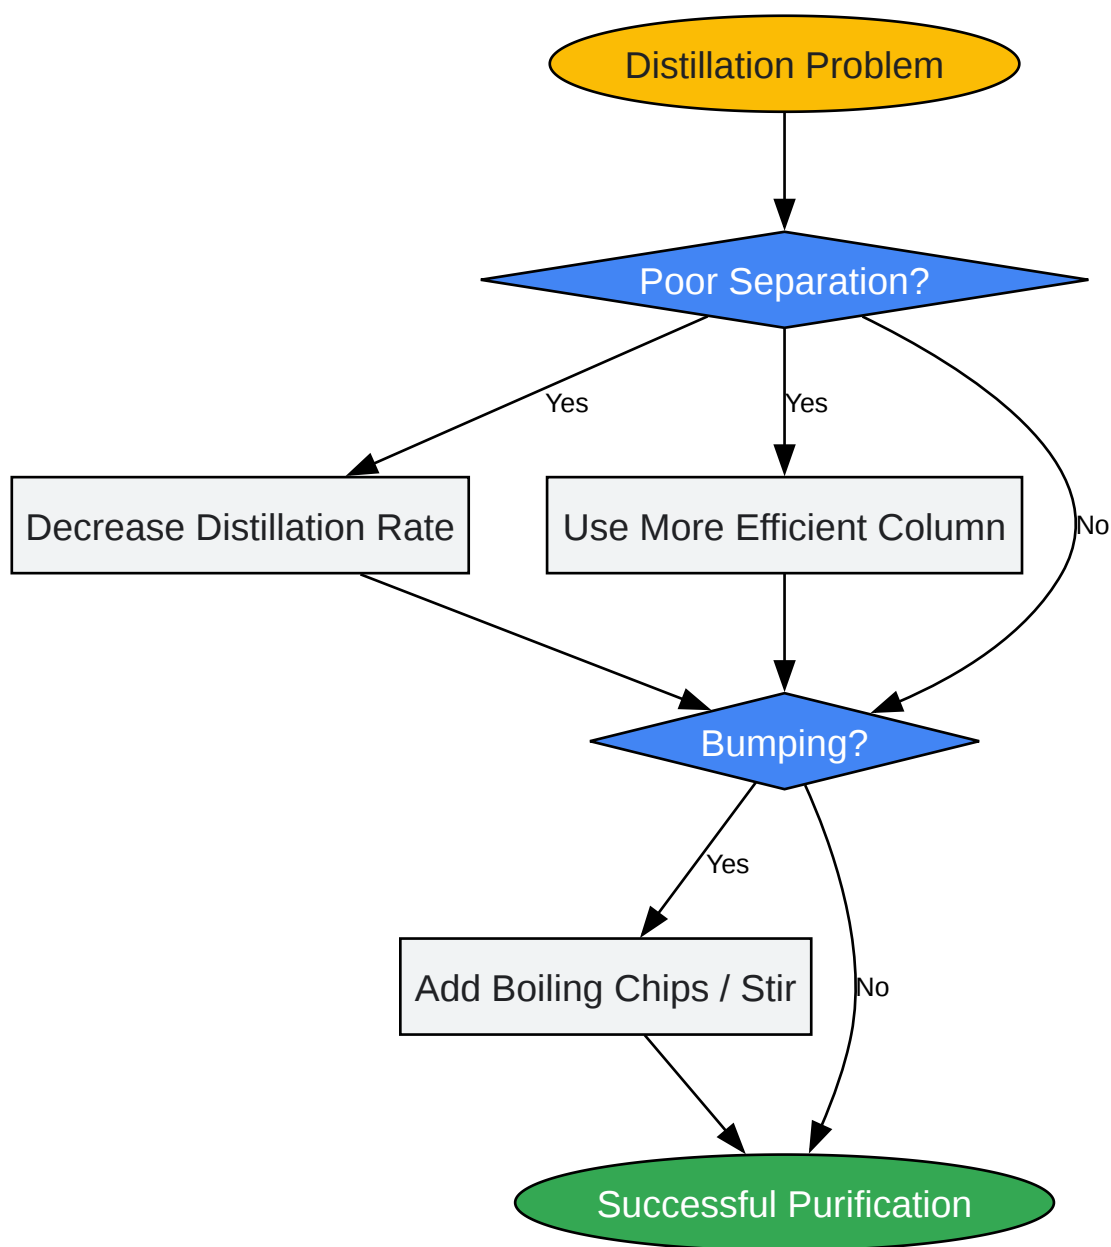 Distillation Problem
Poor Separation?
Yes
Yes
Decrease Distillation Rate
Use More Efficient Column
No
Bumping?
Yes
Add Boiling Chips / Stir
No
Successful Purification